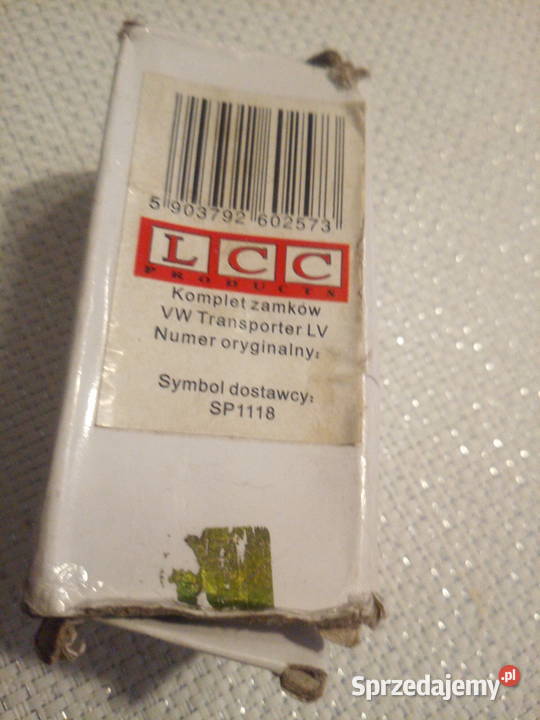 5 903792 602573
LCC
PRODUCTS
Komplet zamków
VW Transporter LV
Numer oryginalny:
Symbol dostawcy:
SP1118
Sprzedajemy.pl